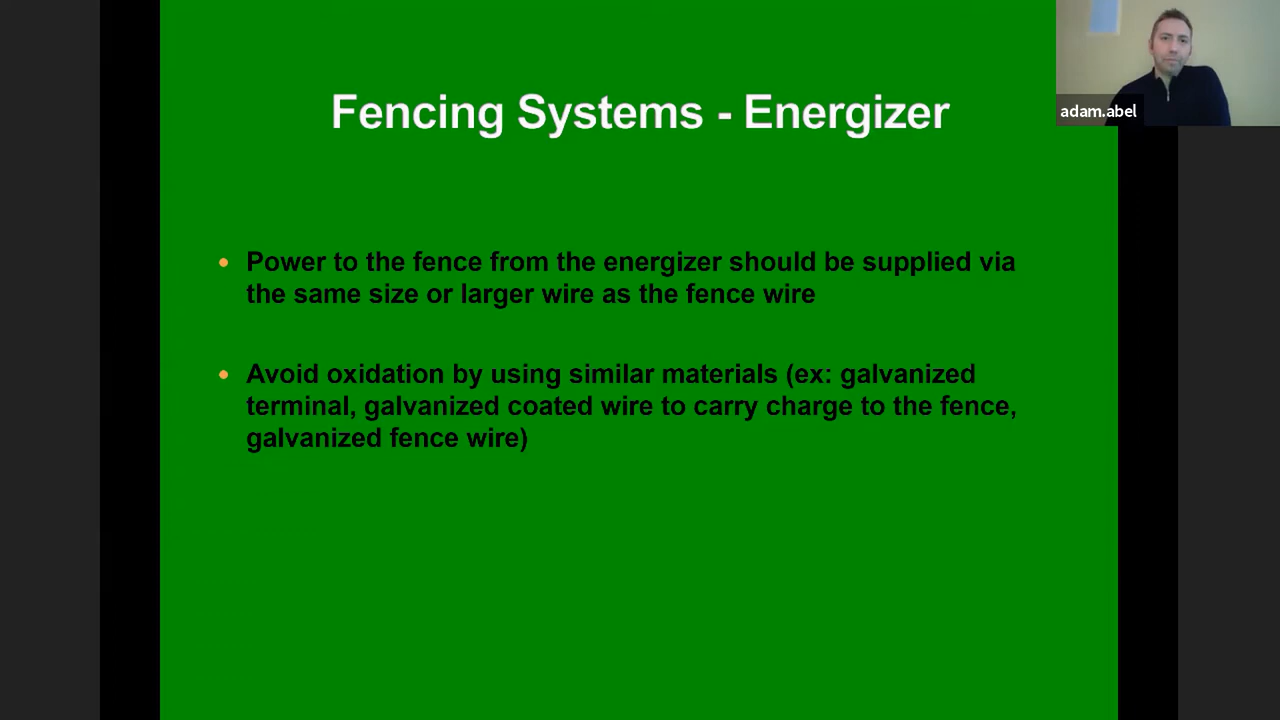 Fencing Systems - Energizer
adam.abel
• Power to the fence from the energizer should be supplied via
the same size or larger wire as the fence wire
• Avoid oxidation by using similar materials (ex: galvanized
terminal, galvanized coated wire to carry charge to the fence,
galvanized fence wire)